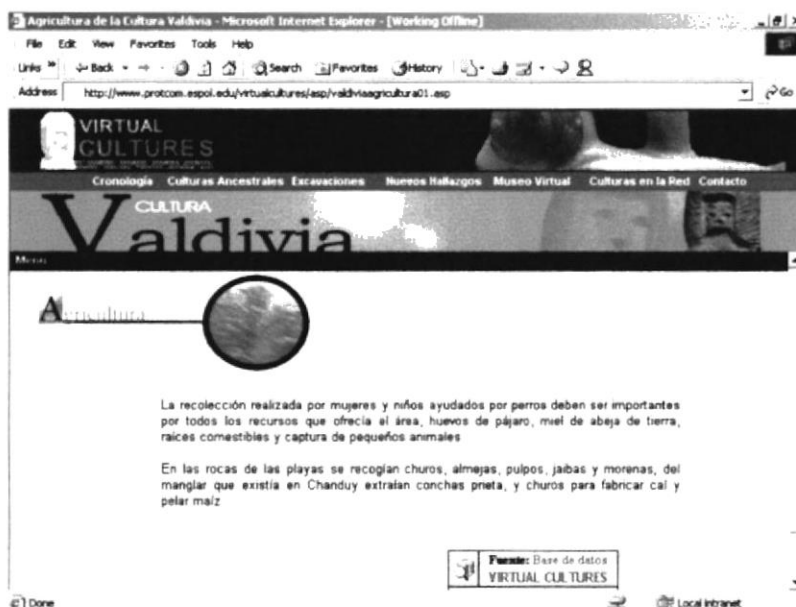 Agricultura de la Cultura Valdivia - Microsoft Internet Explorer - [Working Offline]
File Edit View Favorites Tools Help
Links » Back Search Favorites History
Address http://www.protcom.espol.edu/virtualcultures/asp/valdiviaagricultura01.asp Go
VIRTUAL
CULTURES
Cronología Culturas Ancestrales Excavaciones Nuevos Hallazgos Museo Virtual Culturas en la Red Contacto
CULTURA
Valdivia
Menu
Agricultura
La recolección realizada por mujeres y niños ayudados por perros deben ser importantes
por todos los recursos que ofrecía el área, huevos de pájaro, miel de abeja de tierra,
raíces comestibles y captura de pequeños animales
En las rocas de las playas se recogían churos, almejas, pulpos, jaibas y morenas, del
manglar que existía en Chanduy extraían conchas prieta, y churos para fabricar cal y
pelar maíz
Fuente: Base de datos
VIRTUAL CULTURES
Done Local intranet